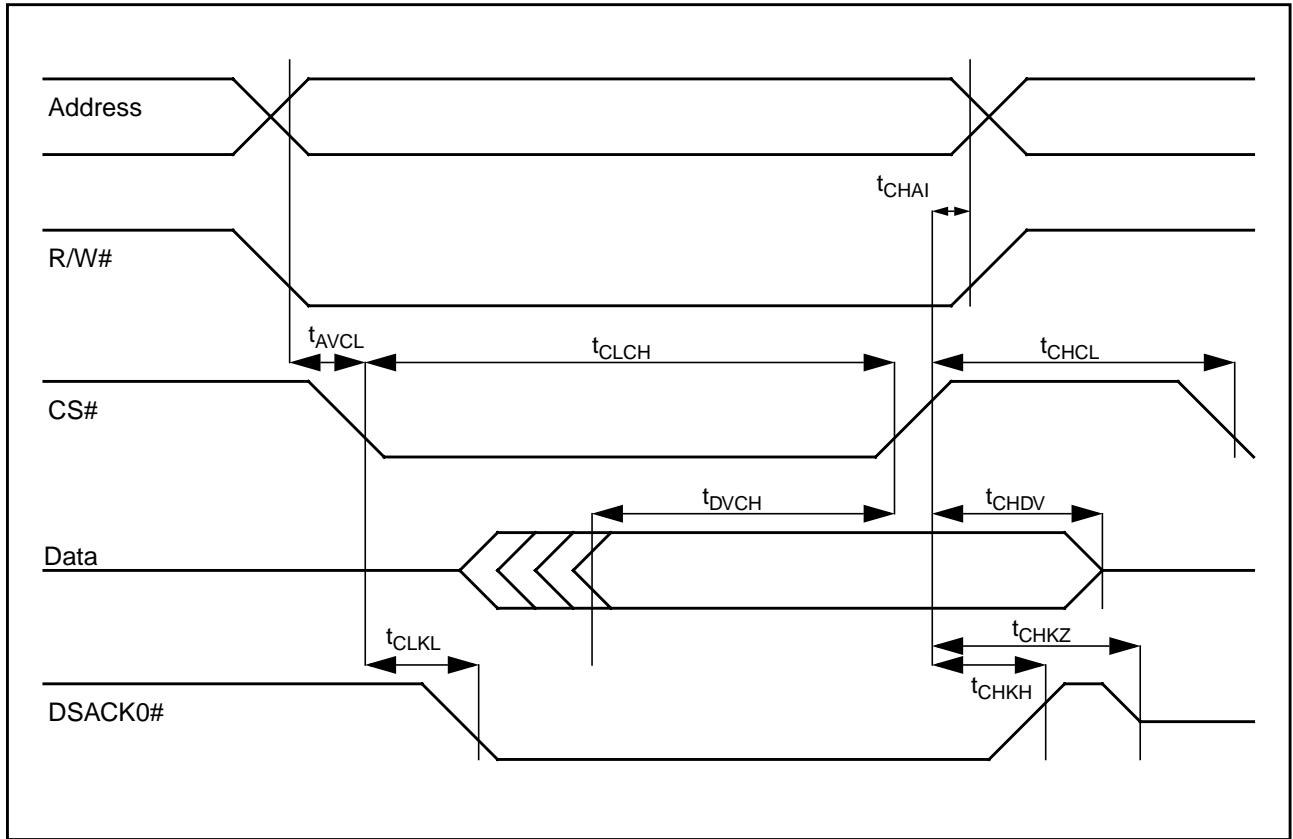 Address
tCHAI
R/W#
tAVCL
tCLCH
tCHCL
CS#
tDVCH
tCHDV
Data
tCLKL
tCHKZ
tCHKH
DSACK0#